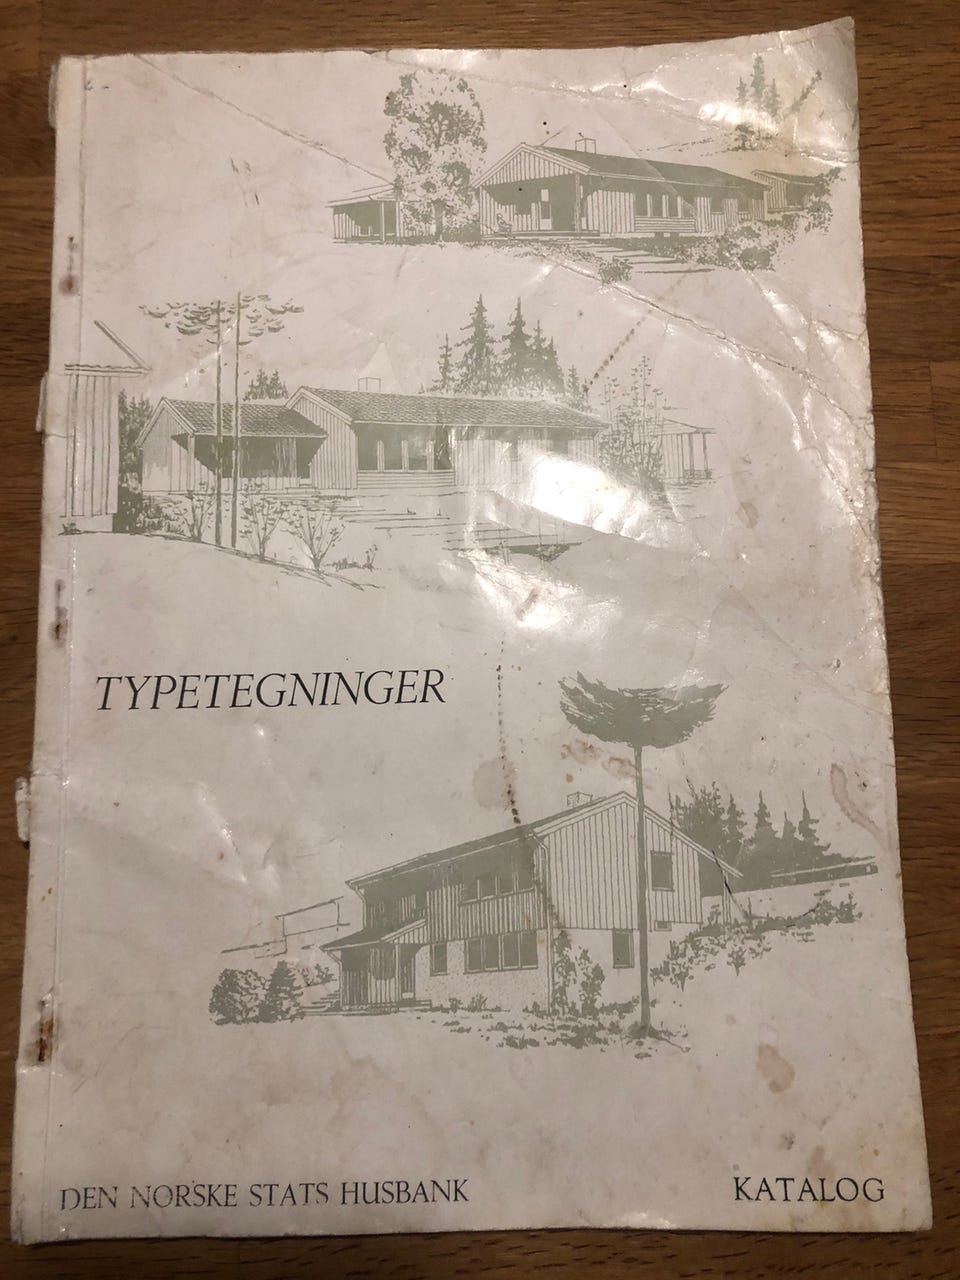 TYPETEGNINGER
DEN NORSKE STATS HUSBANK
KATALOG